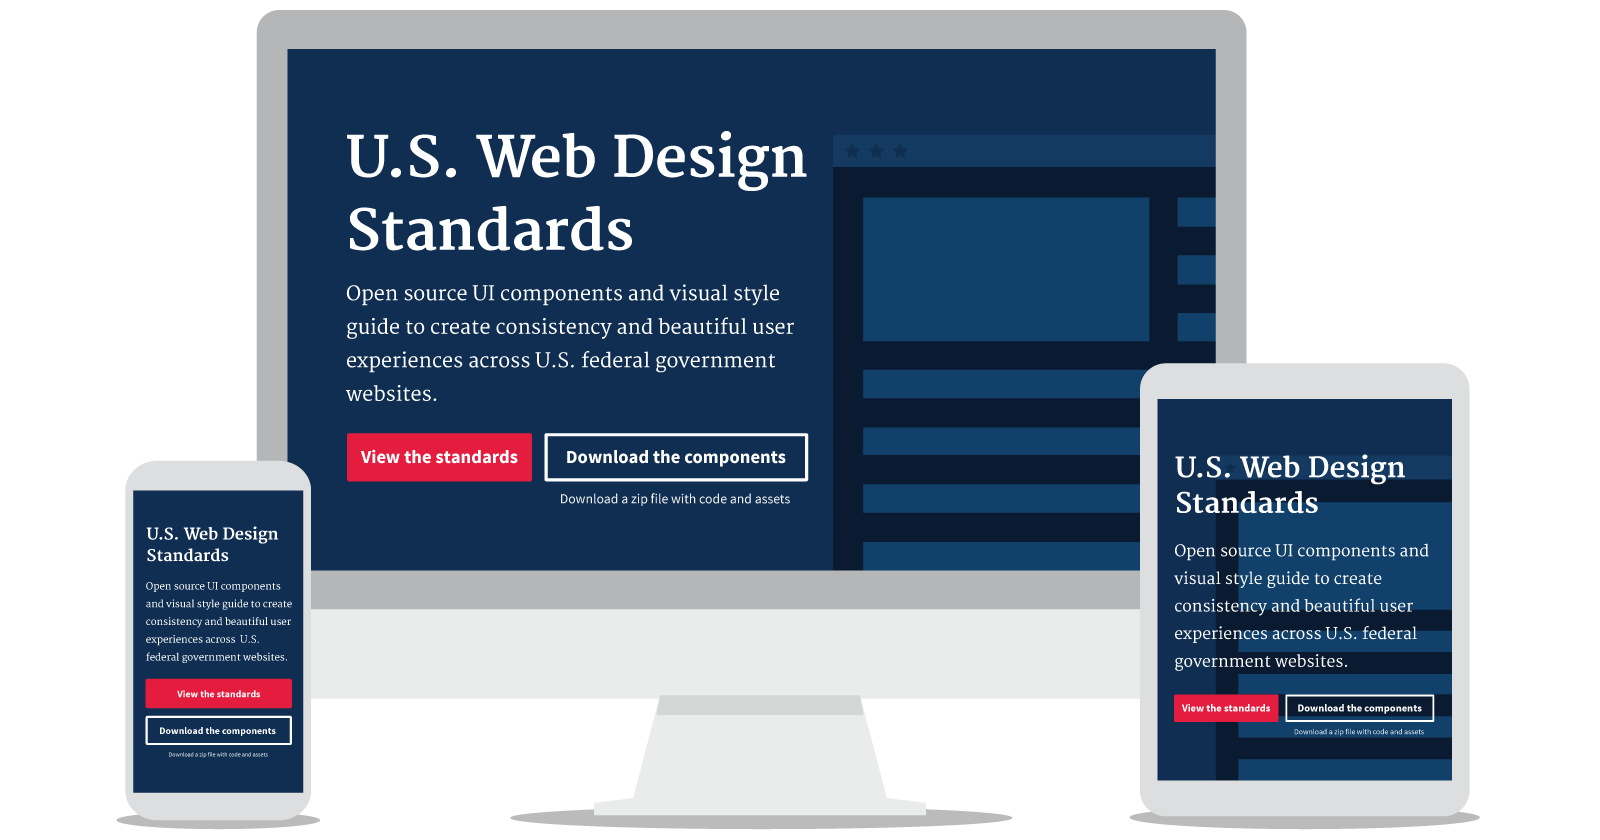 U.S. Web Design
Standards
Open source UI components and visual style
guide to create consistency and beautiful user
experiences across U.S. federal government
websites.
View the standards
Download the components
Download a zip file with code and assets
U.S. Web Design
Standards
Open source UI components
and visual style guide to create
consistency and beautiful user
experiences across U.S.
federal government websites.
View the standards
Download the components
Download a zip file with code and assets
U.S. Web Design
Standards
Open source UI components and
visual style guide to create
consistency and beautiful user
experiences across U.S. federal
government websites.
View the standards
Download the components
Download a zip file with code and assets